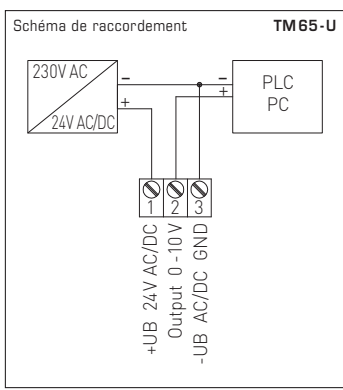 Schéma de raccordement TM65-U
230V AC
24V AC/DC
–
+
–
+
PLC
PC
1 2 3
+UB 24V AC/DC
Output 0 -10 V
-UB AC/DC GND